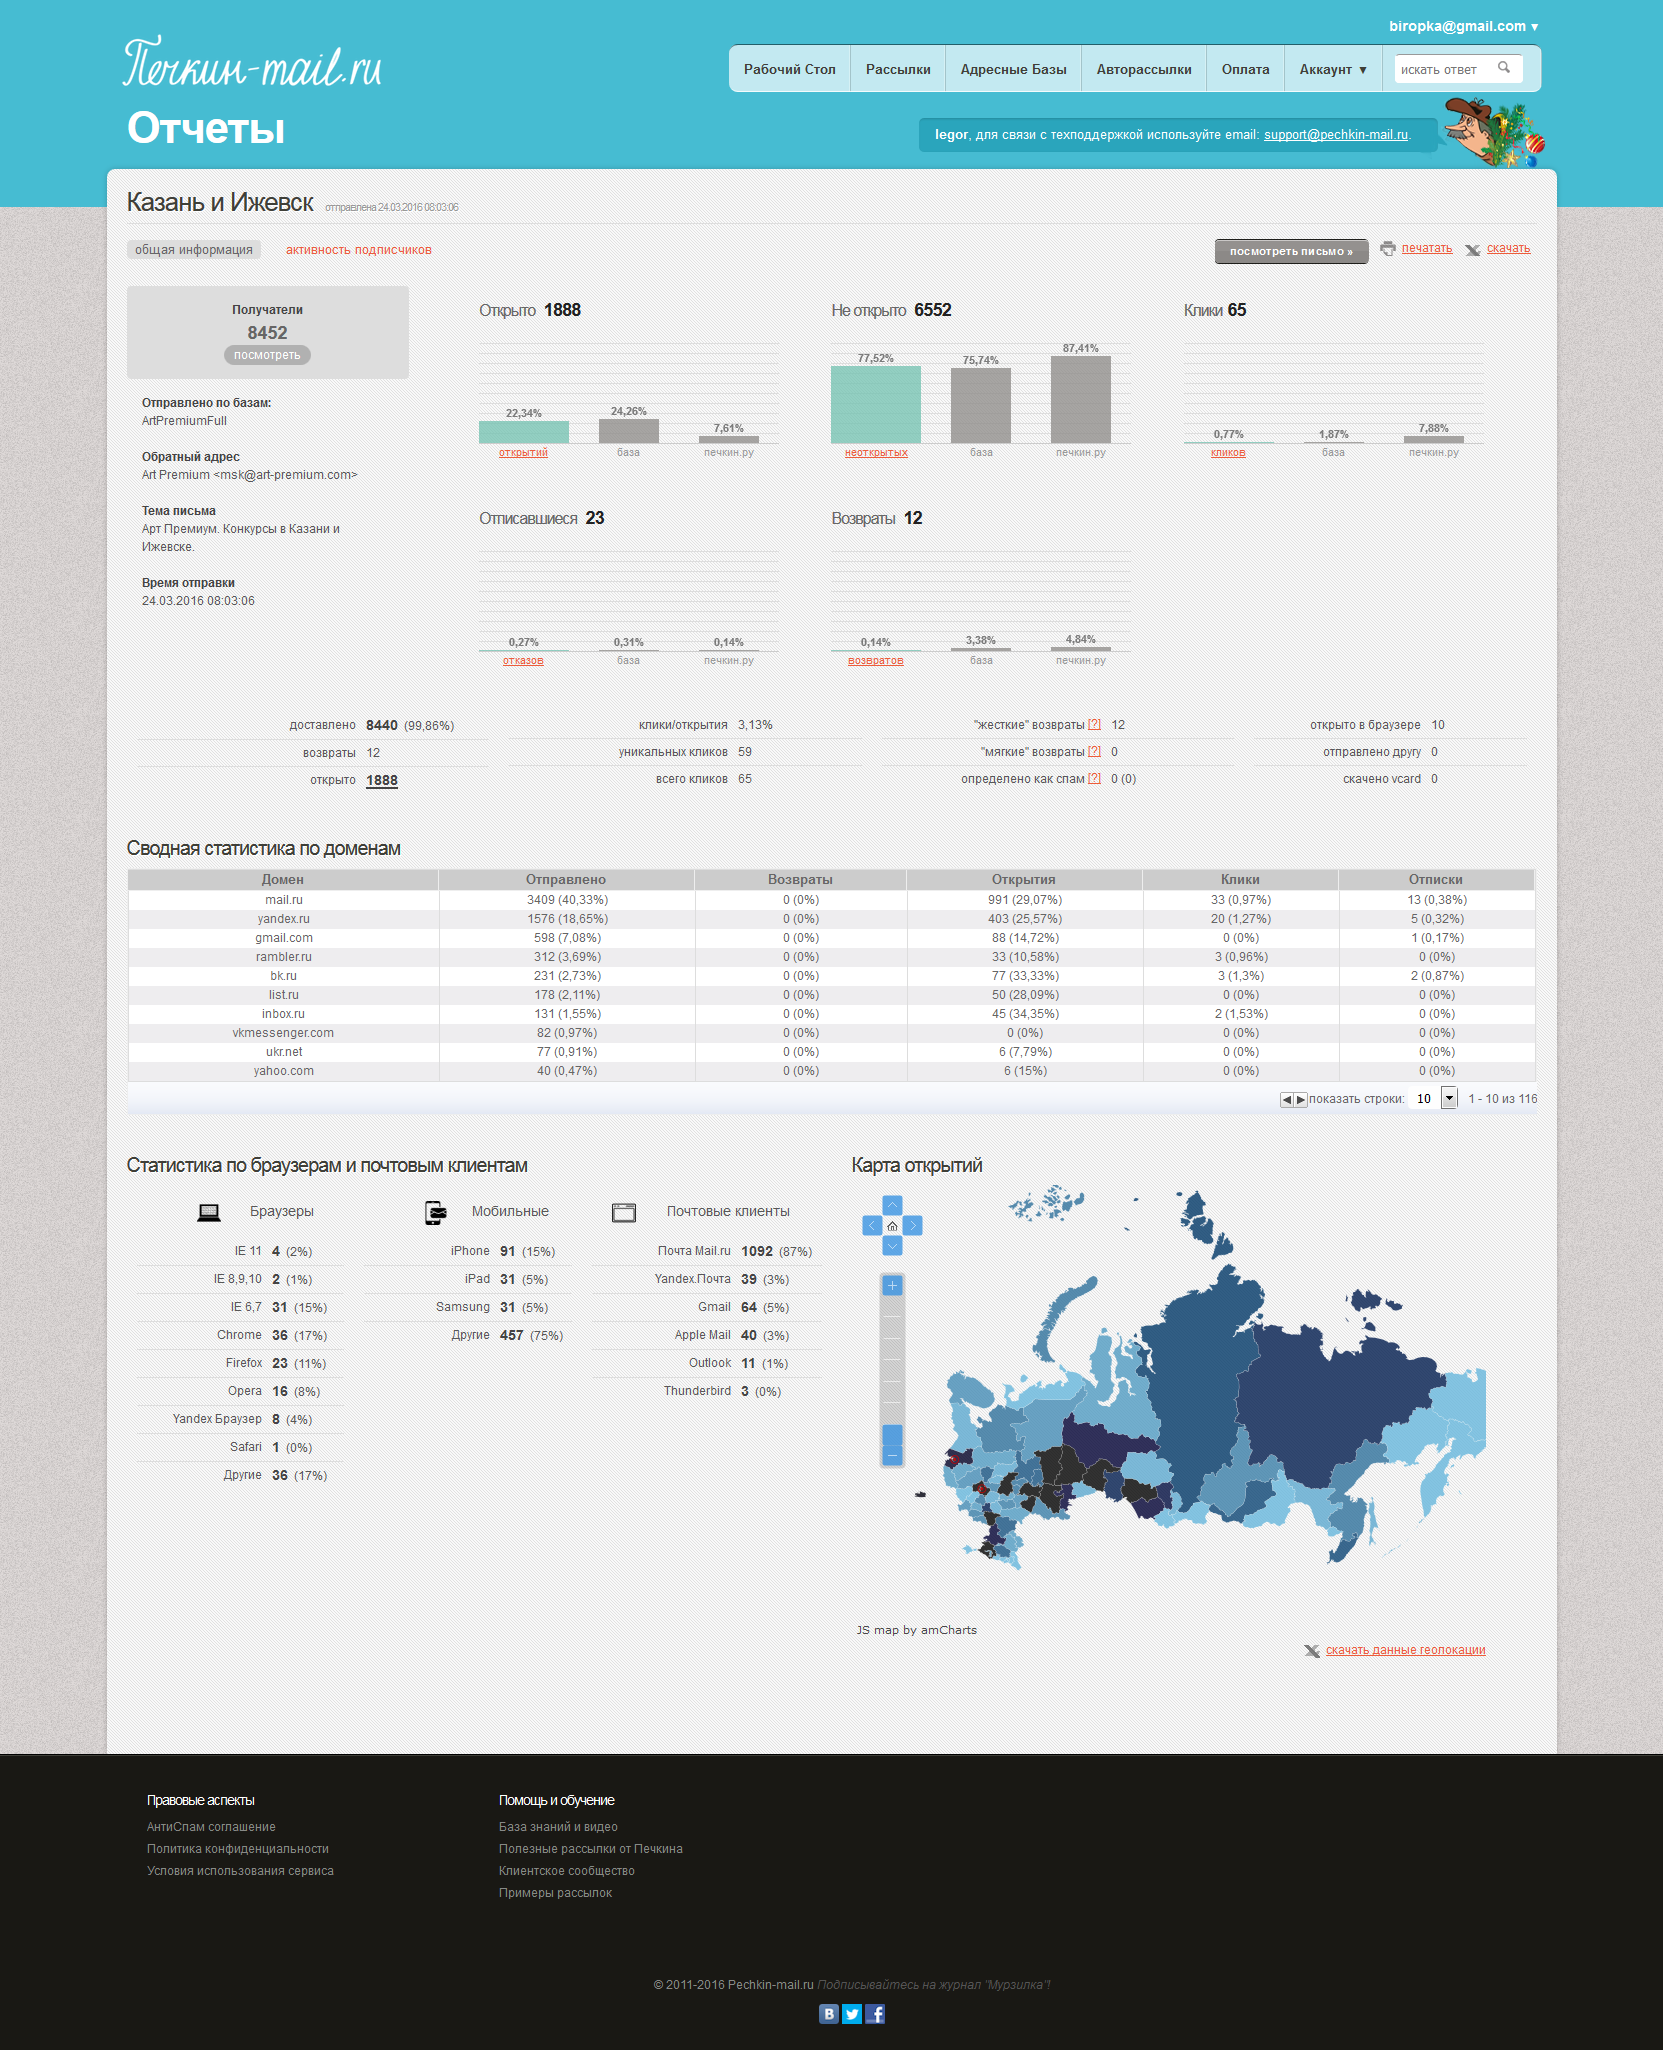 biropka@gmail.com ▼
Печкин-mail.ru
Рабочий Стол
Рассылки
Адресные Базы
Авторассылки
Оплата
Аккаунт ▼
искать ответ
Отчеты
legor, для связи с техподдержкой используйте email: support@pechkin-mail.ru.
Казань и Ижевск отправлена 24.03.2016 08:03:06
общая информация
активность подписчиков
посмотреть письмо »
печатать
скачать
Получатели
8452
посмотреть
Отправлено по базам:
ArtPremiumFull
Обратный адрес
Art Premium <msk@art-premium.com>
Тема письма
Арт Премиум. Конкурсы в Казани и
Ижевске.
Время отправки
24.03.2016 08:03:06
Открыто 1888
22,34%
24,26%
7,61%
открытий
база
печкин.ру
Не открыто 6552
77,52%
75,74%
87,41%
неоткрытых
база
печкин.ру
Клики 65
0,77%
1,87%
7,88%
кликов
база
печкин.ру
Отписавшиеся 23
0,27%
0,31%
0,14%
отказов
база
печкин.ру
Возвраты 12
0,14%
3,38%
4,84%
возвратов
база
печкин.ру
доставлено 8440 (99,86%)
возвраты 12
открыто 1888
клики/открытия 3,13%
уникальных кликов 59
всего кликов 65
"жесткие" возвраты [?] 12
"мягкие" возвраты [?] 0
определено как спам [?] 0 (0)
открыто в браузере 10
отправлено другу 0
скачено vcard 0
Сводная статистика по доменам
Домен Отправлено Возвраты Открытия Клики Отписки
mail.ru 3409 (40,33%) 0 (0%) 991 (29,07%) 33 (0,97%) 13 (0,38%)
yandex.ru 1576 (18,65%) 0 (0%) 403 (25,57%) 20 (1,27%) 5 (0,32%)
gmail.com 598 (7,08%) 0 (0%) 88 (14,72%) 0 (0%) 1 (0,17%)
rambler.ru 312 (3,69%) 0 (0%) 33 (10,58%) 3 (0,96%) 0 (0%)
bk.ru 231 (2,73%) 0 (0%) 77 (33,33%) 3 (1,3%) 2 (0,87%)
list.ru 178 (2,11%) 0 (0%) 50 (28,09%) 0 (0%) 0 (0%)
inbox.ru 131 (1,55%) 0 (0%) 45 (34,35%) 2 (1,53%) 0 (0%)
vkmessenger.com 82 (0,97%) 0 (0%) 0 (0%) 0 (0%) 0 (0%)
ukr.net 77 (0,91%) 0 (0%) 6 (7,79%) 0 (0%) 0 (0%)
yahoo.com 40 (0,47%) 0 (0%) 6 (15%) 0 (0%) 0 (0%)
показать строки: 10 1 - 10 из 116
Статистика по браузерам и почтовым клиентам
Браузеры
IE 11 4 (2%)
IE 8,9,10 2 (1%)
IE 6,7 31 (15%)
Chrome 36 (17%)
Firefox 23 (11%)
Opera 16 (8%)
Yandex Браузер 8 (4%)
Safari 1 (0%)
Другие 36 (17%)
Мобильные
iPhone 91 (15%)
iPad 31 (5%)
Samsung 31 (5%)
Другие 457 (75%)
Почтовые клиенты
Почта Mail.ru 1092 (87%)
Yandex.Почта 39 (3%)
Gmail 64 (5%)
Apple Mail 40 (3%)
Outlook 11 (1%)
Thunderbird 3 (0%)
Карта открытий
JS map by amCharts
скачать данные геолокации
Правовые аспекты
АнтиСпам соглашение
Политика конфиденциальности
Условия использования сервиса
Помощь и обучение
База знаний и видео
Полезные рассылки от Печкина
Клиентское сообщество
Примеры рассылок
© 2011-2016 Pechkin-mail.ru Подписывайтесь на журнал "Мурзилка"!